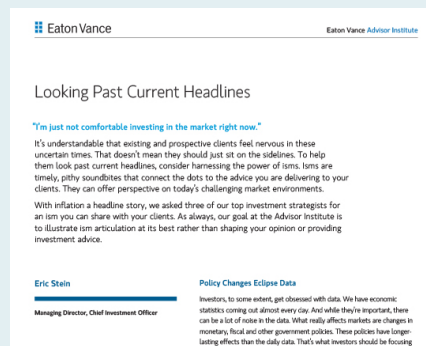 Eaton Vance
Eaton Vance Advisor Institute
Looking Past Current Headlines
"I'm just not comfortable investing in the market right now."
It's understandable that existing and prospective clients feel nervous in these
uncertain times. That doesn't mean they should just sit on the sidelines. To help
them look past current headlines, consider harnessing the power of isms. Isms are
timely, pithy soundbites that connect the dots to the advice you are delivering to your
clients. They can offer perspective on today's challenging market environments.
With inflation a headline story, we asked three of our top investment strategists for
an ism you can share with your clients. As always, our goal at the Advisor Institute is
to illustrate ism articulation at its best rather than shaping your opinion or providing
investment advice.
Eric Stein
Managing Director, Chief Investment Officer
Policy Changes Eclipse Data
Investors, to some extent, get obsessed with data. We have economic
statistics coming out almost every day. And while they're important, there
can be a lot of noise in the data. What really affects markets are changes in
monetary, fiscal and other government policies. These policies have longer-
lasting effects than the daily data. That's what investors should be focusing